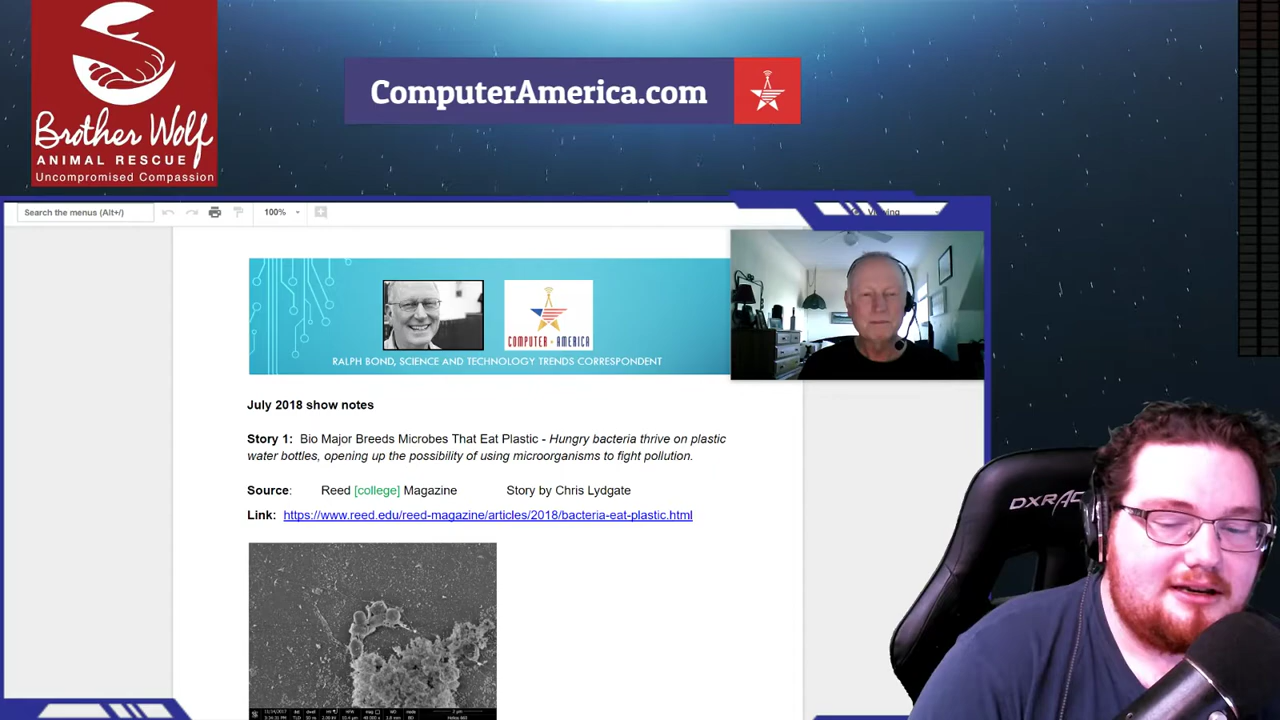 Brother Wolf
ANIMAL RESCUE
Uncompromised Compassion
ComputerAmerica.com
Search the menus (Alt+/)
100%
COMPUTER AMERICA
RALPH BOND, SCIENCE AND TECHNOLOGY TRENDS CORRESPONDENT
July 2018 show notes
Story 1: Bio Major Breeds Microbes That Eat Plastic - Hungry bacteria thrive on plastic
water bottles, opening up the possibility of using microorganisms to fight pollution.
Source: Reed [college] Magazine Story by Chris Lydgate
Link: https://www.reed.edu/reed-magazine/articles/2018/bacteria-eat-plastic.html